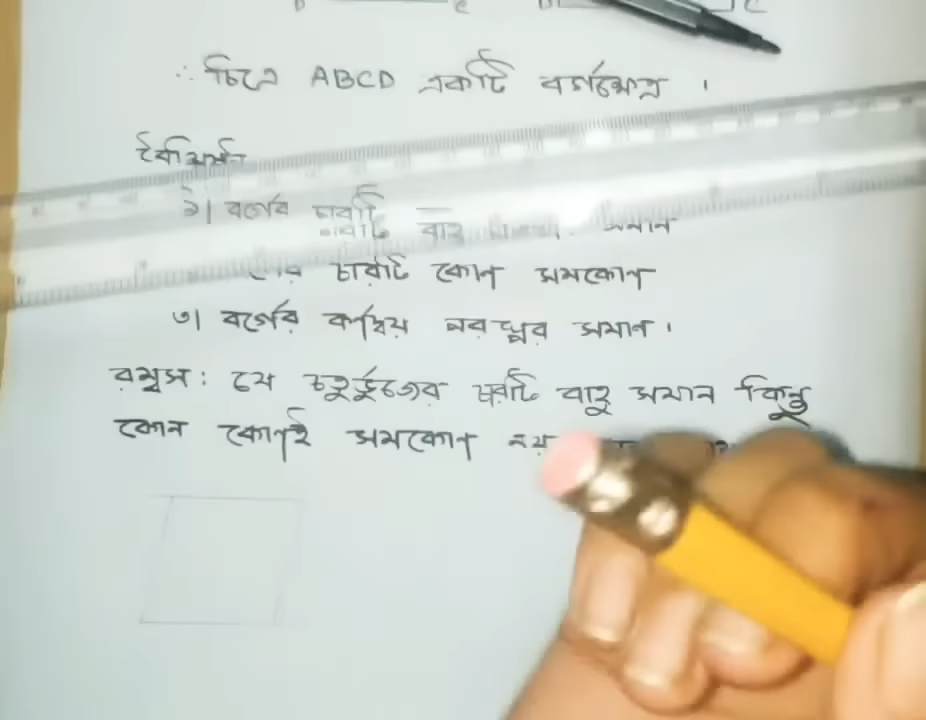 ∴ চিত্রে ABCD একটি বর্গক্ষেত্র ।
বৈশিষ্ট্য
১। বর্গের চারটি বাহু সমান
চারটি কোণ সমকোণ
৩। বর্গের কর্ণদ্বয় পরস্পর সমান।
রম্বস: যে চতুর্ভুজের চারটি বাহু সমান কিন্তু
কোন কোণই সমকোণ নয়